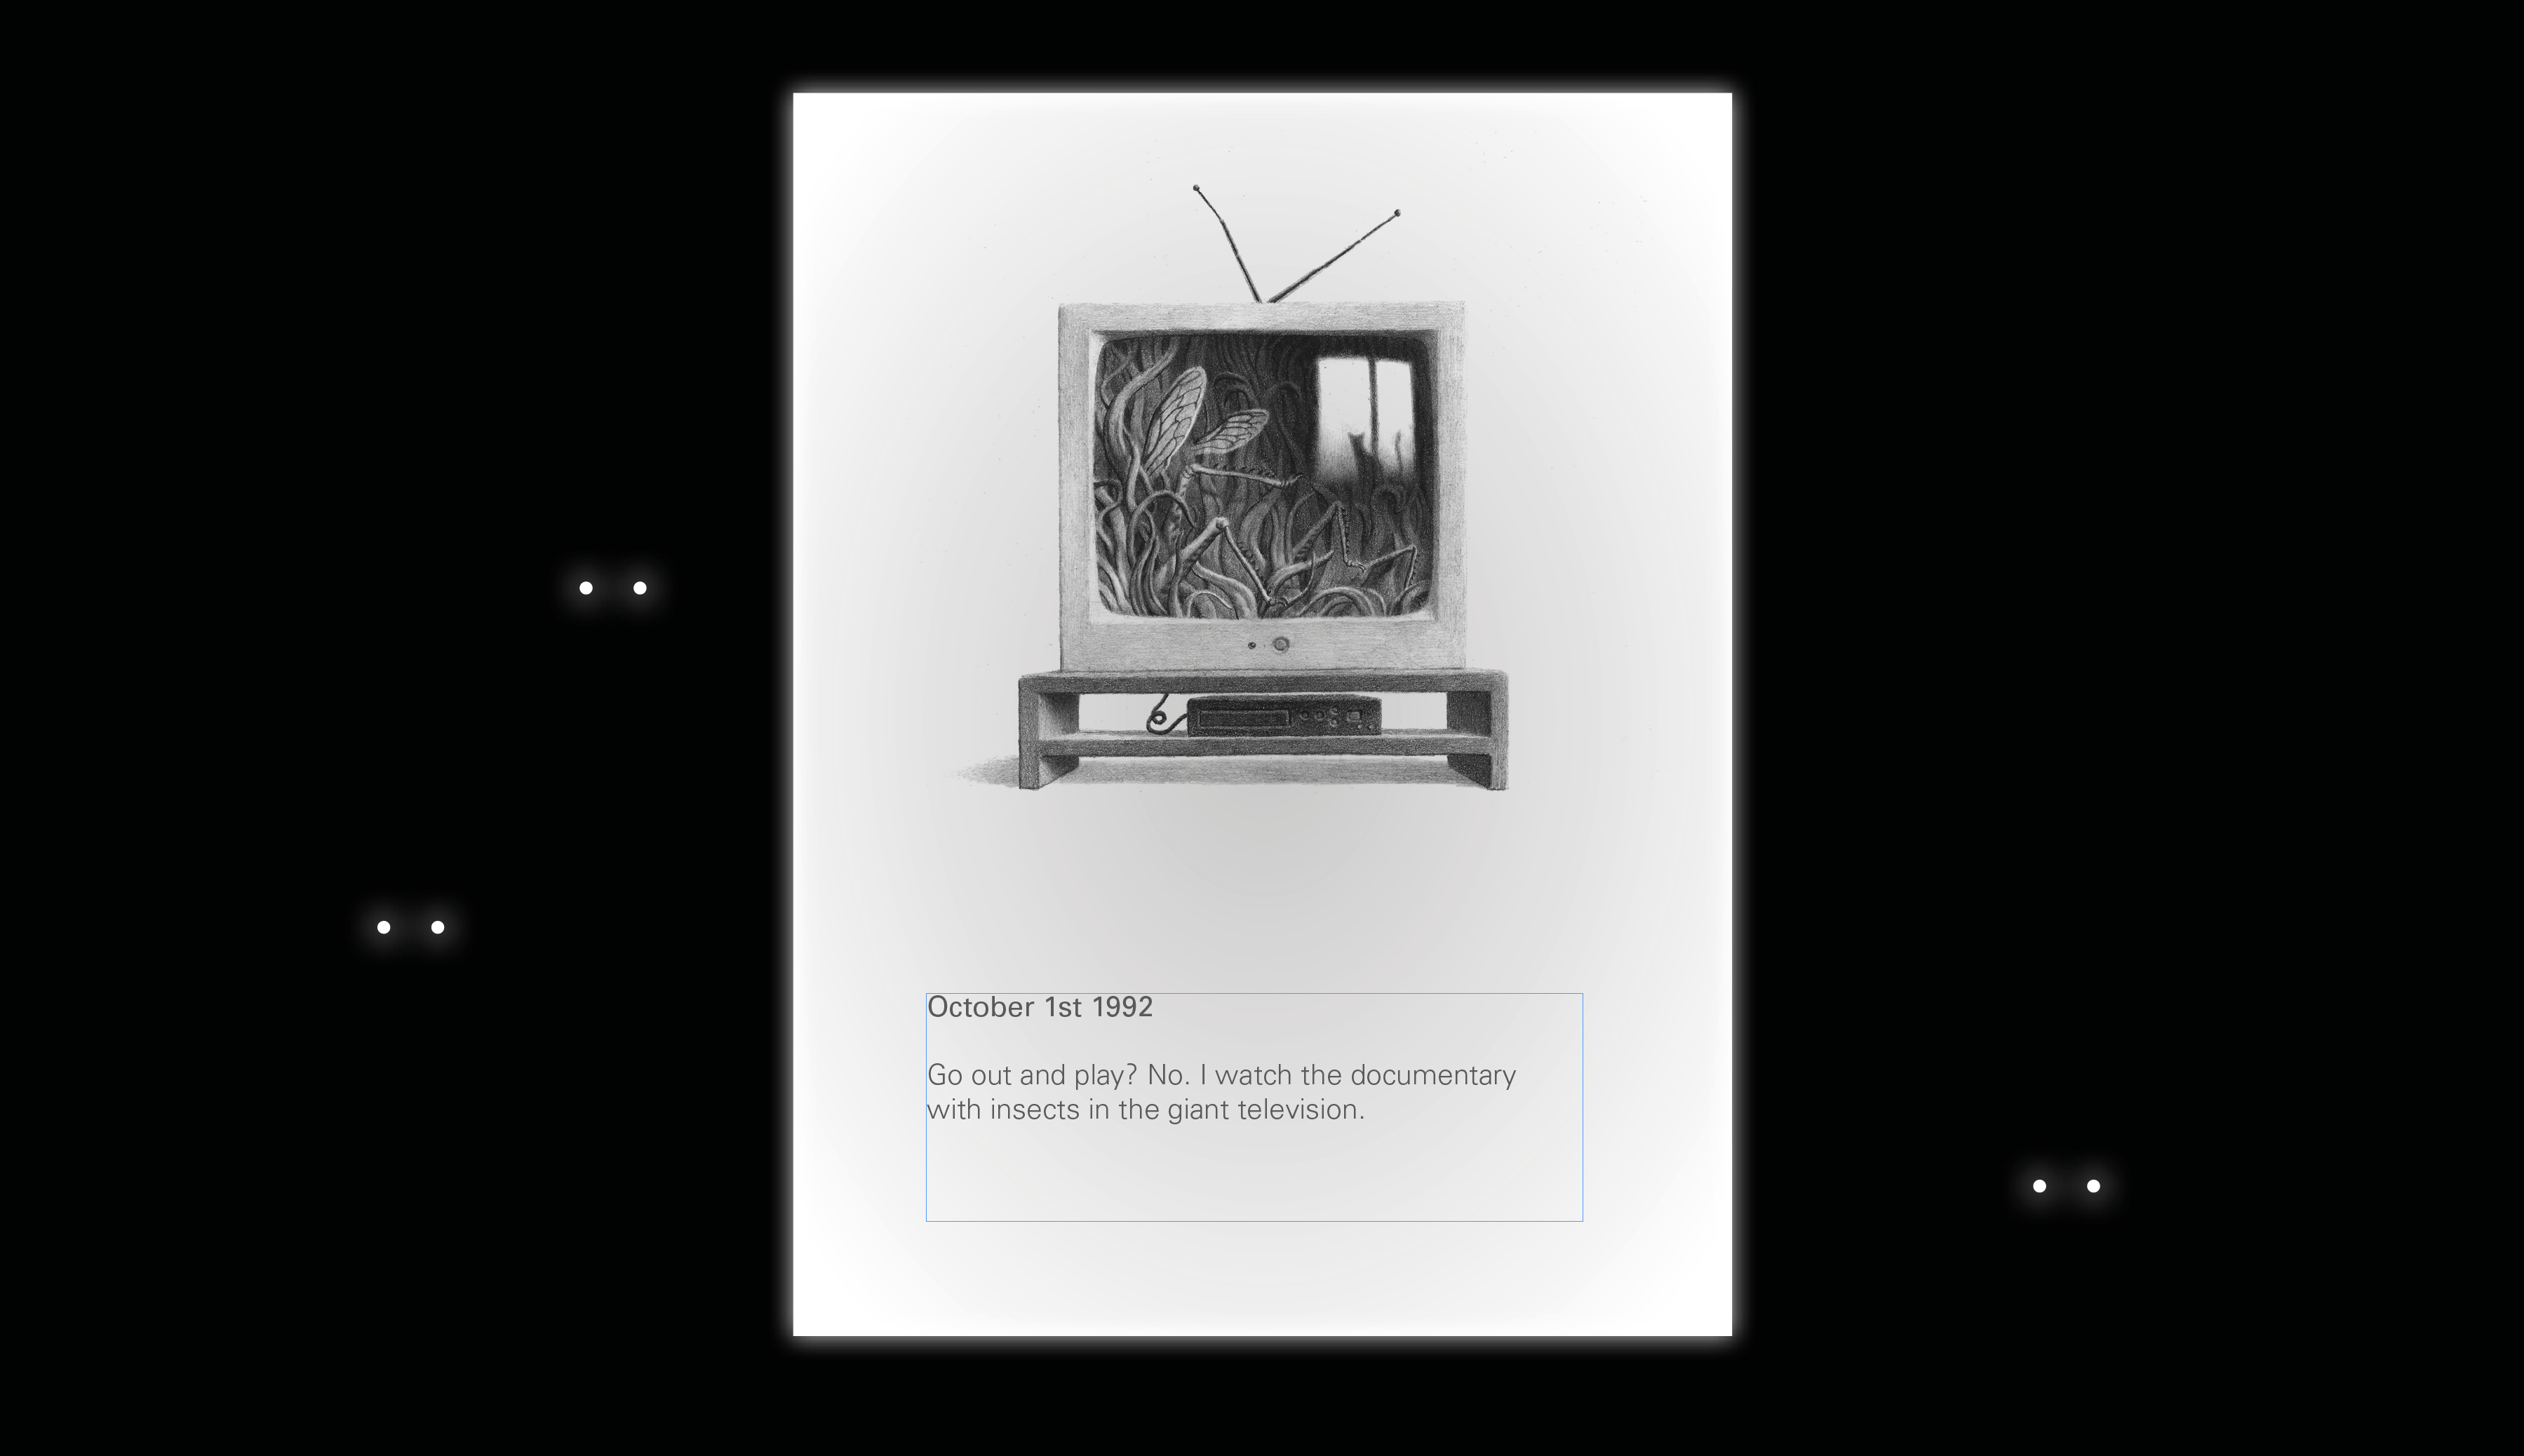 October 1st 1992
Go out and play? No. I watch the documentary
with insects in the giant television.